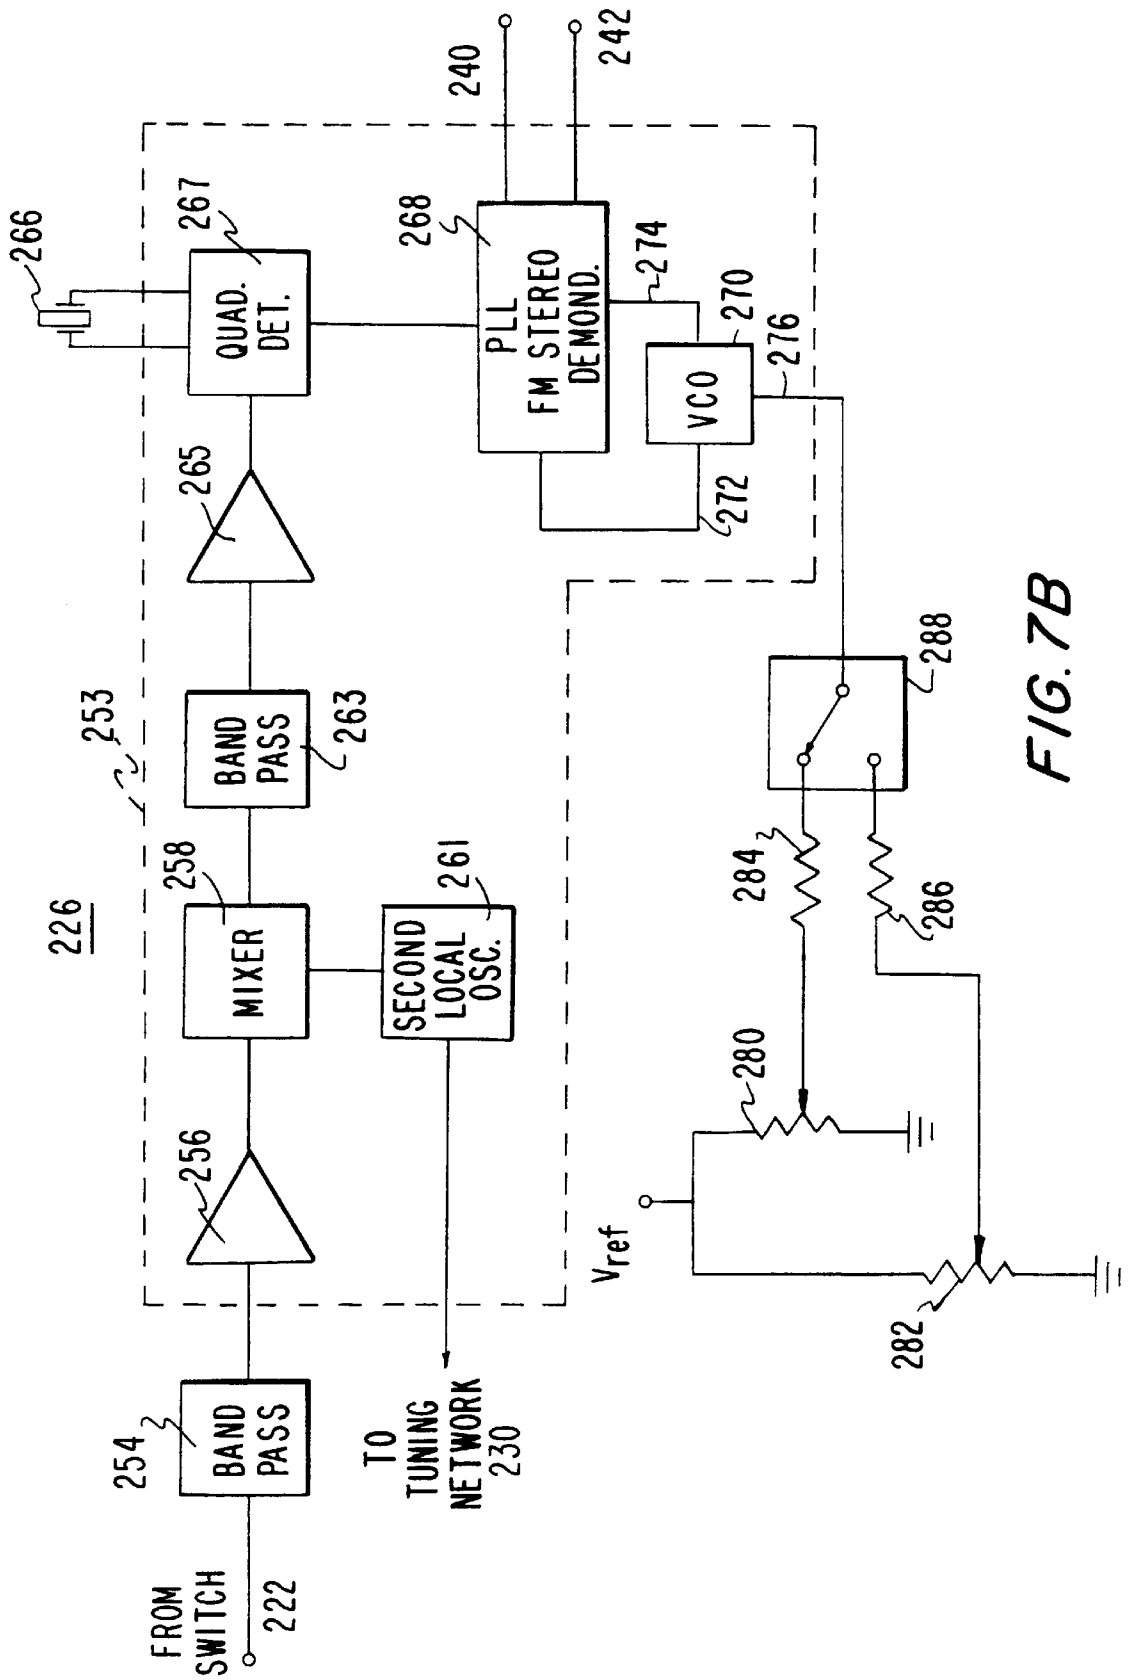 226
253
266
FROM
SWITCH
222
254
BAND
PASS
256
258
MIXER
263
BAND
PASS
265
267
QUAD.
DET.
261
SECOND
LOCAL
OSC.
TO
TUNING
NETWORK
230
268
PLL
FM STEREO
DEMOND.
240
242
274
270
VCO
272
276
Vref
280
282
284
286
288
FIG. 7B